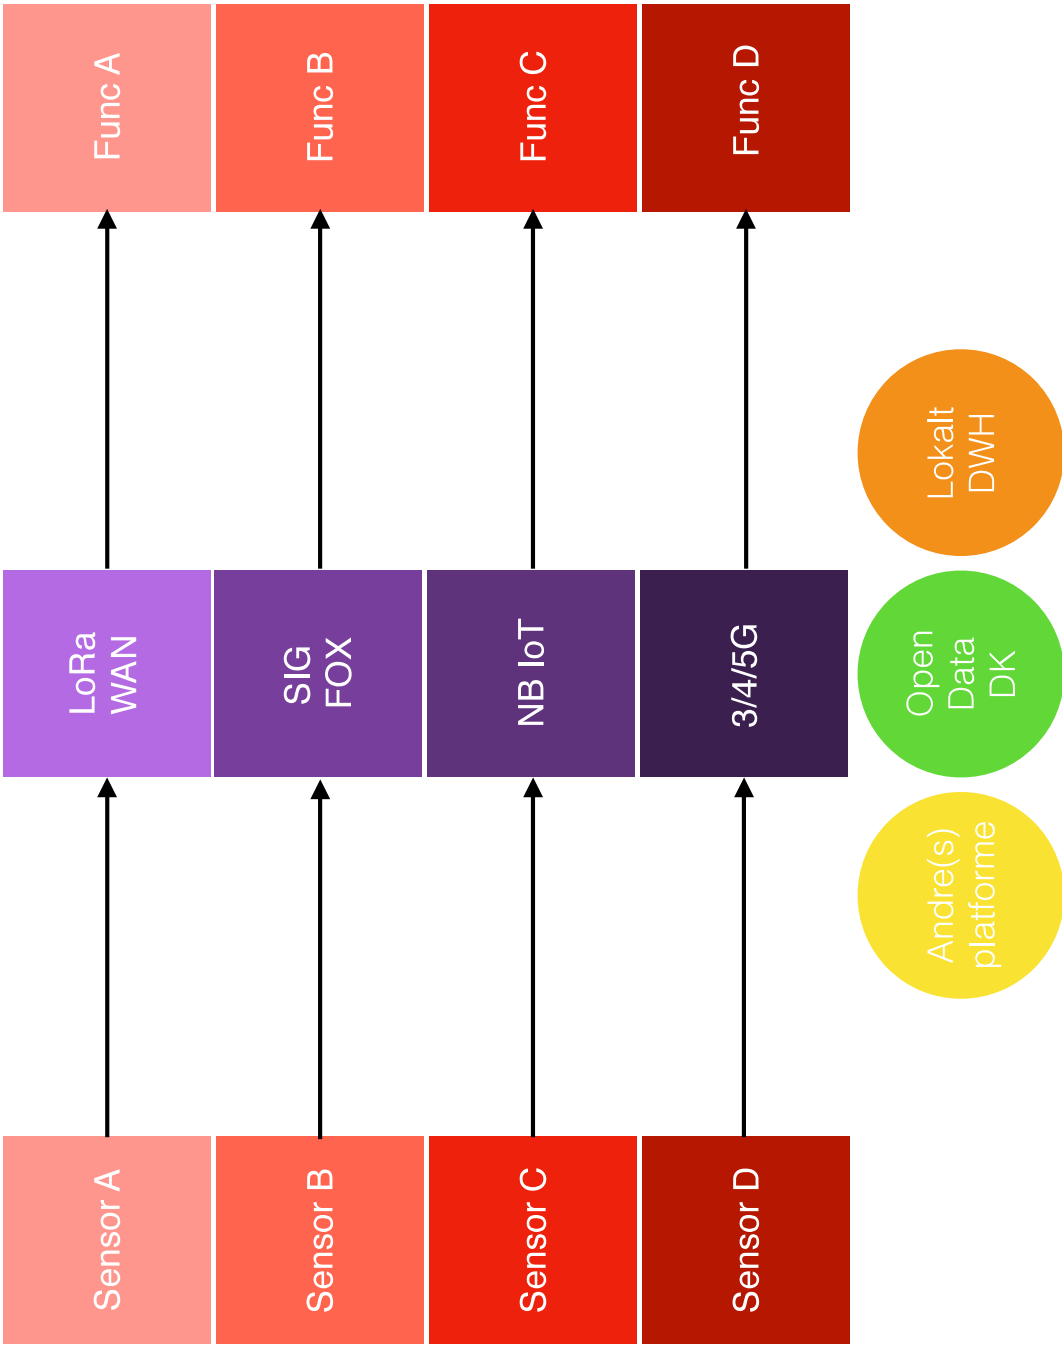 Sensor A
LoRa
WAN
Func A
Sensor B
SIG
FOX
Func B
Sensor C
NB IoT
Func C
Sensor D
3/4/5G
Func D
Andre(s)
platforme
Open
Data
DK
Lokalt
DWH